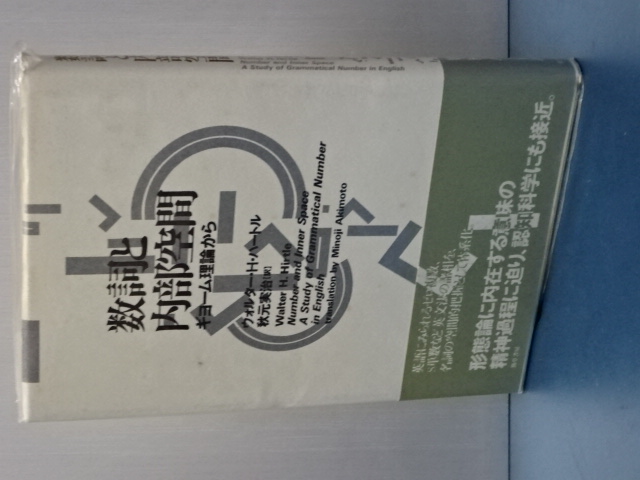 数詞と
内部空間
ギョーム理論から
ウォルター・H・ハートル
秋元実治[訳]
Walter H. Hirtle
Number and Inner Space
A Study of Grammatical Number
in English
translation by Minoji Akimoto
形態論に内在する意味の
精神過程に迫り、認知科学にも接近。
Number and Inner Space
A Study of Grammatical Number in English